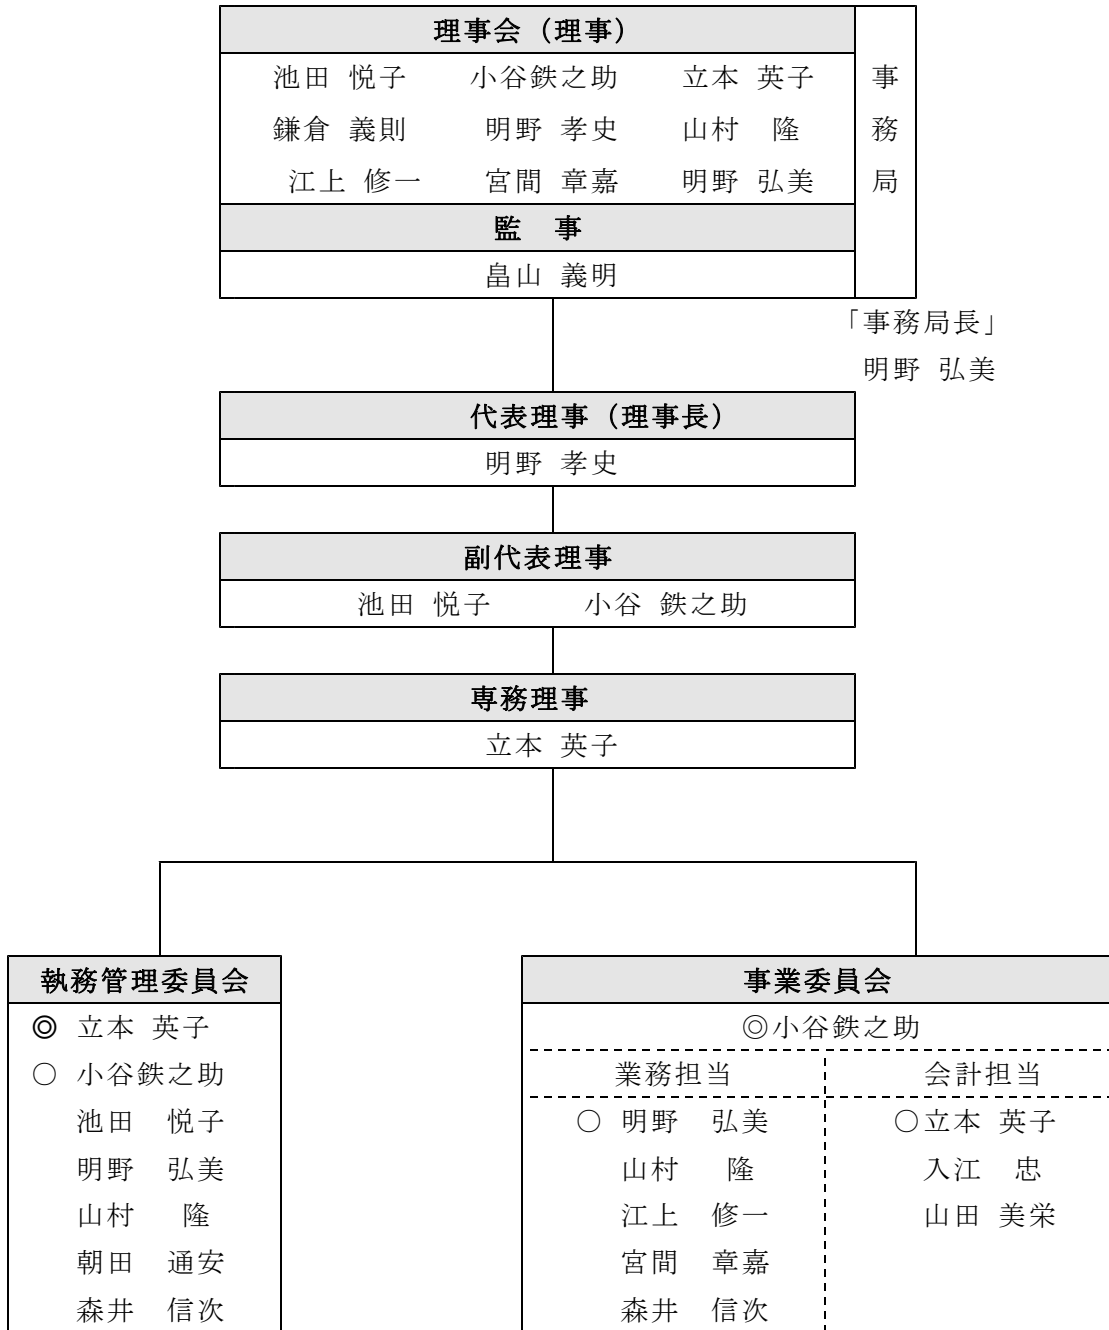 理事会（理事）
池田 悦子 小谷鉄之助 立本 英子
鎌倉 義則 明野 孝史 山村 隆
江上 修一 宮間 章嘉 明野 弘美
事務局
監 事
畠山 義明
「事務局長」
明野 弘美
代表理事（理事長）
明野 孝史
副代表理事
池田 悦子 小谷 鉄之助
専務理事
立本 英子
執務管理委員会
◎ 立本 英子
○ 小谷鉄之助
池田 悦子
明野 弘美
山村 隆
朝田 通安
森井 信次
事業委員会
◎小谷鉄之助
業務担当
○ 明野 弘美
山村 隆
江上 修一
宮間 章嘉
森井 信次
会計担当
○立本 英子
入江 忠
山田 美栄